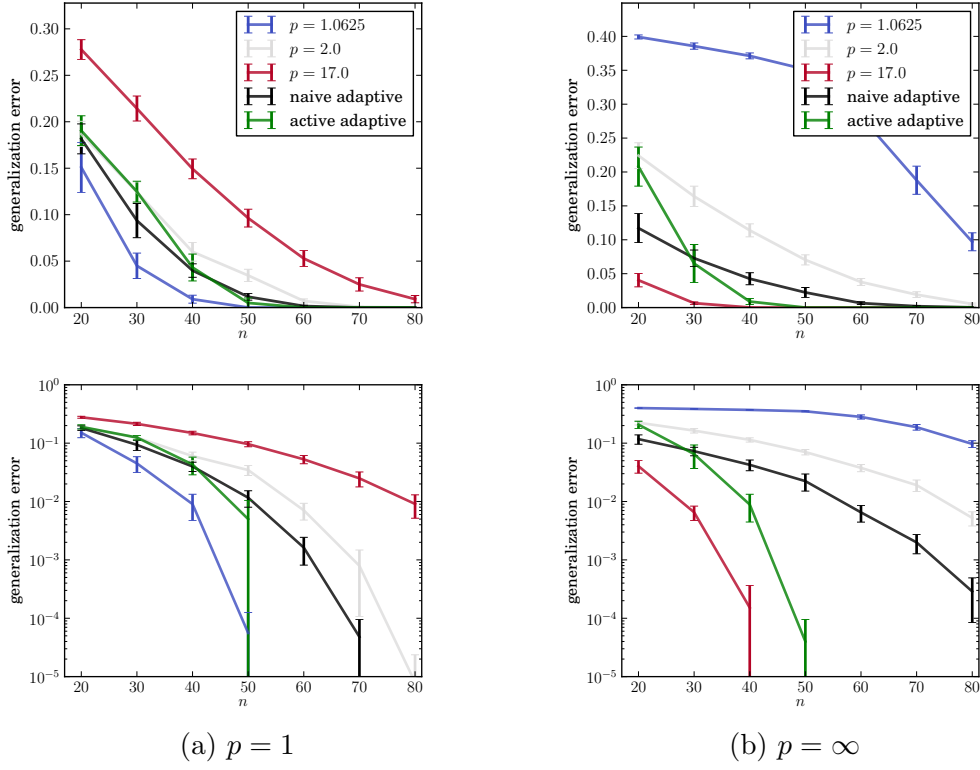 generalization error
0.30
0.25
0.20
0.15
0.10
0.05
0.00
20 30 40 50 60 70 80
n
p = 1.0625
p = 2.0
p = 17.0
naive adaptive
active adaptive
generalization error
0.40
0.35
0.30
0.25
0.20
0.15
0.10
0.05
0.00
20 30 40 50 60 70 80
n
p = 1.0625
p = 2.0
p = 17.0
naive adaptive
active adaptive
generalization error
10^0
10^-1
10^-2
10^-3
10^-4
10^-5
20 30 40 50 60 70 80
n
generalization error
10^0
10^-1
10^-2
10^-3
10^-4
10^-5
20 30 40 50 60 70 80
n
(a) p = 1
(b) p = ∞